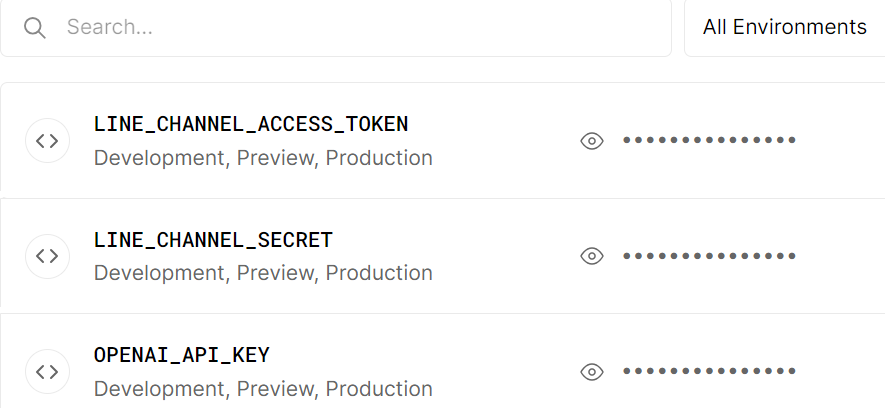 Search...
All Environments
LINE_CHANNEL_ACCESS_TOKEN
Development, Preview, Production
LINE_CHANNEL_SECRET
Development, Preview, Production
OPENAI_API_KEY
Development, Preview, Production